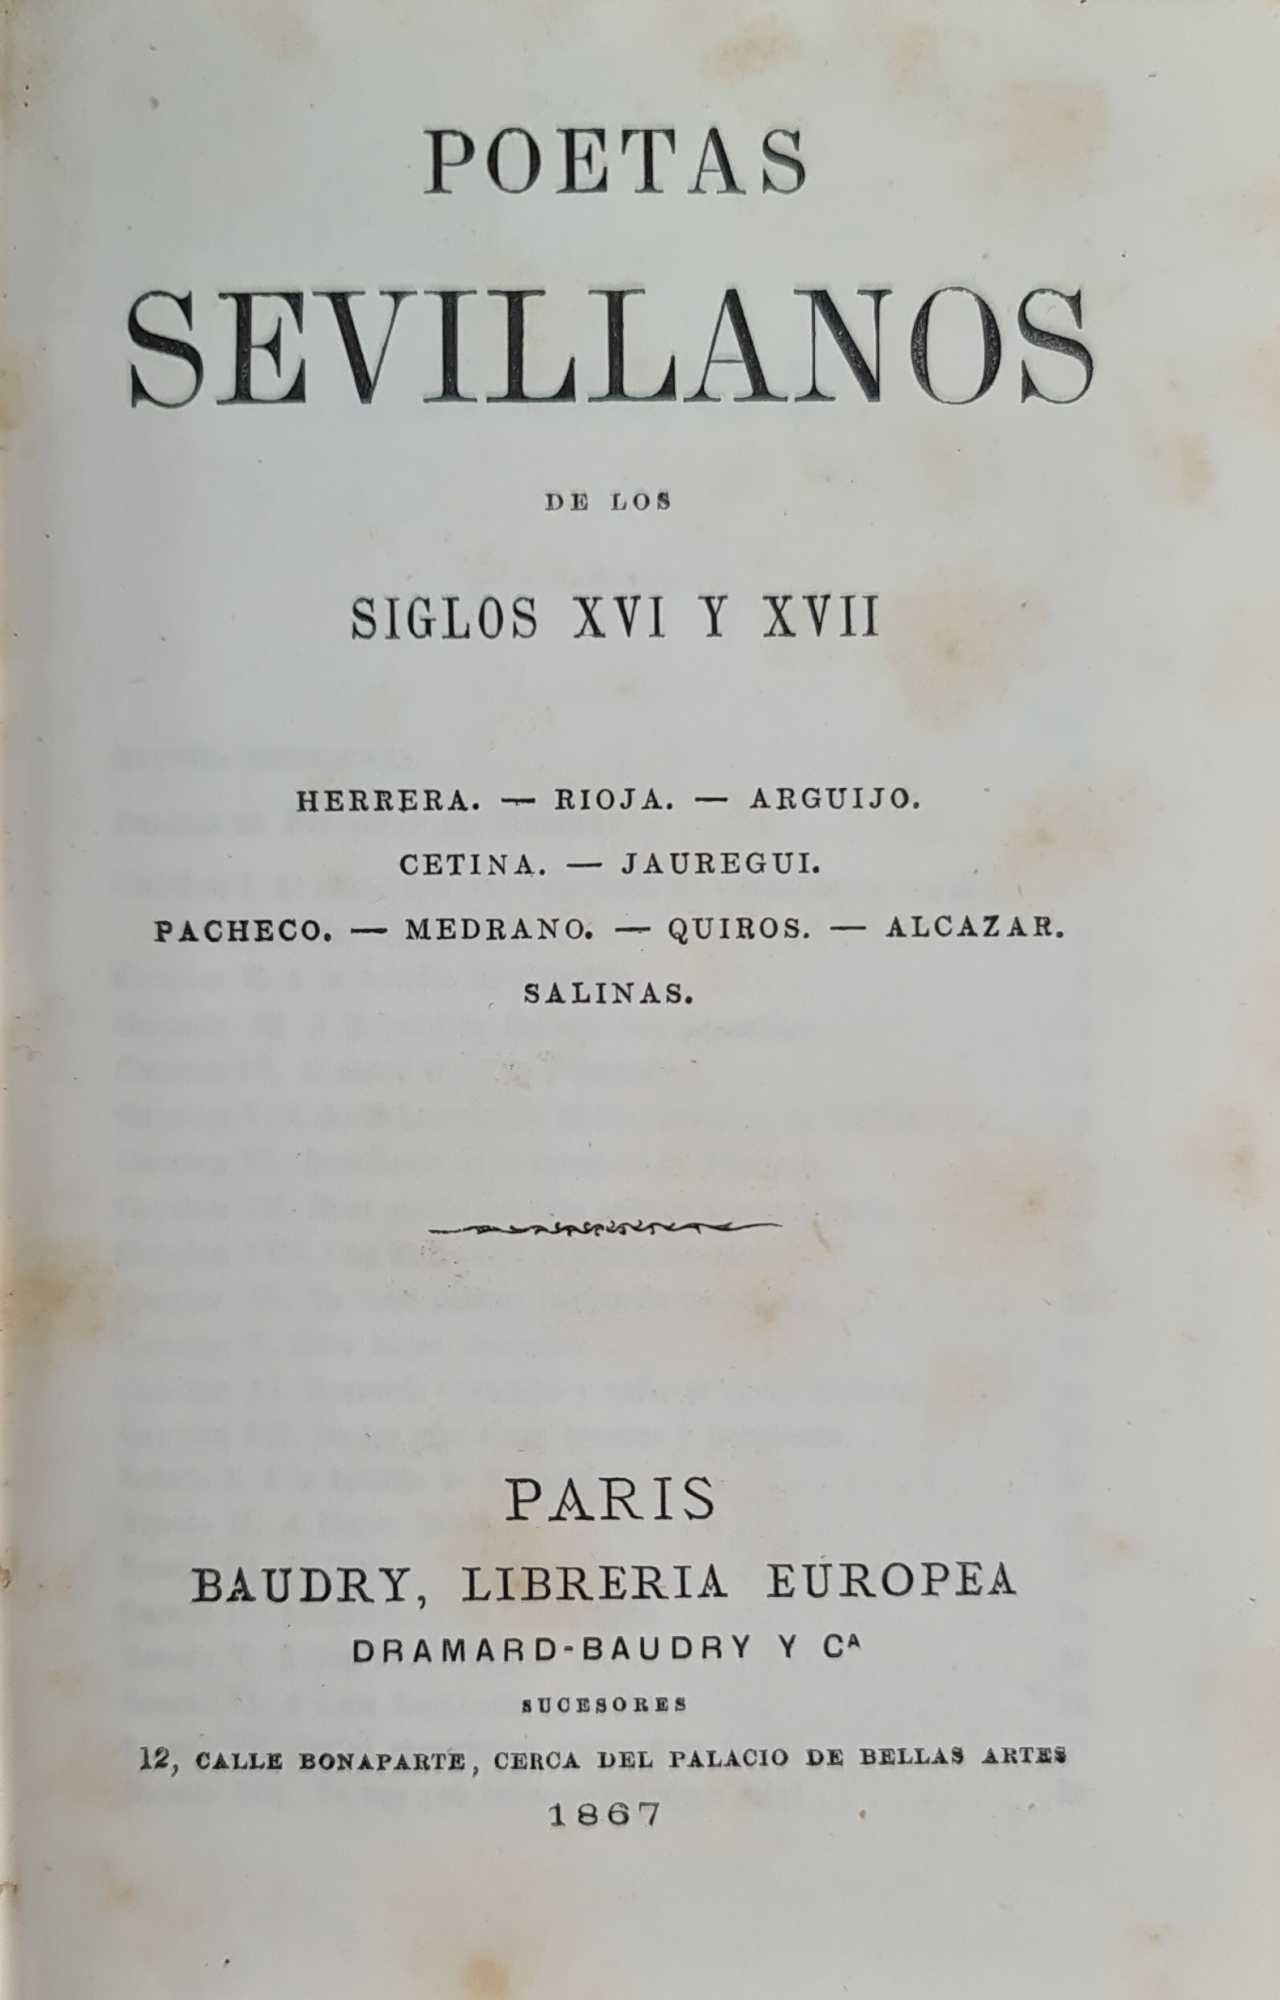 POETAS
SEVILLANOS
DE LOS
SIGLOS XVI Y XVII
HERRERA. — RIOJA. — ARGUIJO.
CETINA. — JAUREGUI.
PACHECO. — MEDRANO. — QUIROS. — ALCAZAR.
SALINAS.
PARIS
BAUDRY, LIBRERIA EUROPEA
DRAMARD-BAUDRY Y Cᴬ
SUCESORES
12, CALLE BONAPARTE, CERCA DEL PALACIO DE BELLAS ARTES
1867